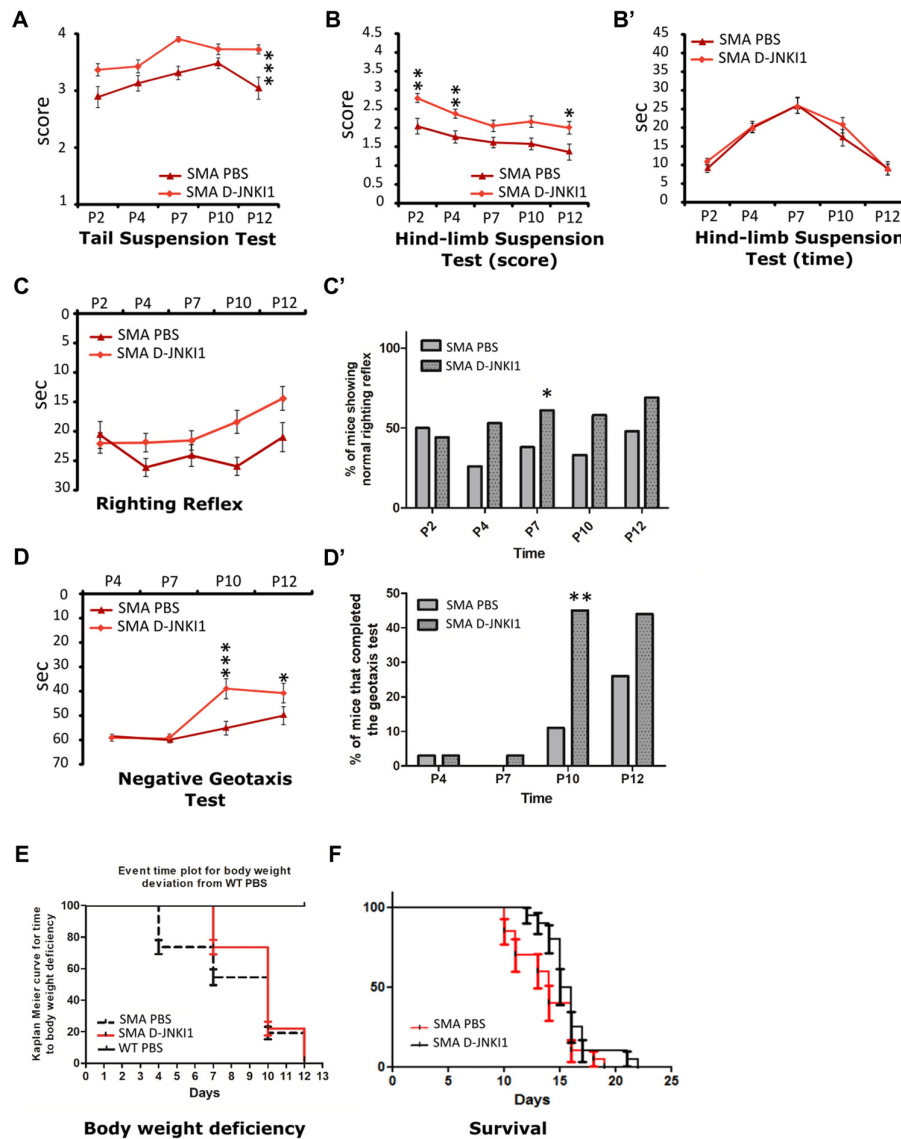 A
4
3
2
1
score
***
SMA PBS
SMA D-JNKI1
P2 P4 P7 P10 P12
Tail Suspension Test
B
4.5
4
3.5
3
2.5
2
1.5
1
0.5
0
score
** ** *
SMA PBS
SMA D-JNKI1
P2 P4 P7 P10 P12
Hind-limb Suspension
Test (score)
B'
45
40
35
30
25
20
15
10
5
0
sec
SMA PBS
SMA D-JNKI1
P2 P4 P7 P10 P12
Hind-limb Suspension
Test (time)
C
P2 P4 P7 P10 P12
0
5
10
15
20
25
30
sec
SMA PBS
SMA D-JNKI1
Righting Reflex
C'
100
50
0
% of mice showing
normal righting reflex
SMA PBS
SMA D-JNKI1
*
P2 P4 P7 P10 P12
Time
D
P4 P7 P10 P12
0
10
20
30
40
50
60
70
sec
SMA PBS
SMA D-JNKI1
*** *
Negative Geotaxis
Test
D'
50
40
30
20
10
0
% of mice that completed
the geotaxis test
SMA PBS
SMA D-JNKI1
**
P4 P7 P10 P12
Time
E
Event time plot for body weight
deviation from WT PBS
100
80
60
40
20
0
Kaplan Meier curve for time
to body weight deficiency
SMA PBS
SMA D-JNKI1
WT PBS
0 1 2 3 4 5 6 7 8 9 10 11 12 13
Days
Body weight deficiency
F
100
50
0
SMA PBS
SMA D-JNKI1
0 5 10 15 20 25
Days
Survival